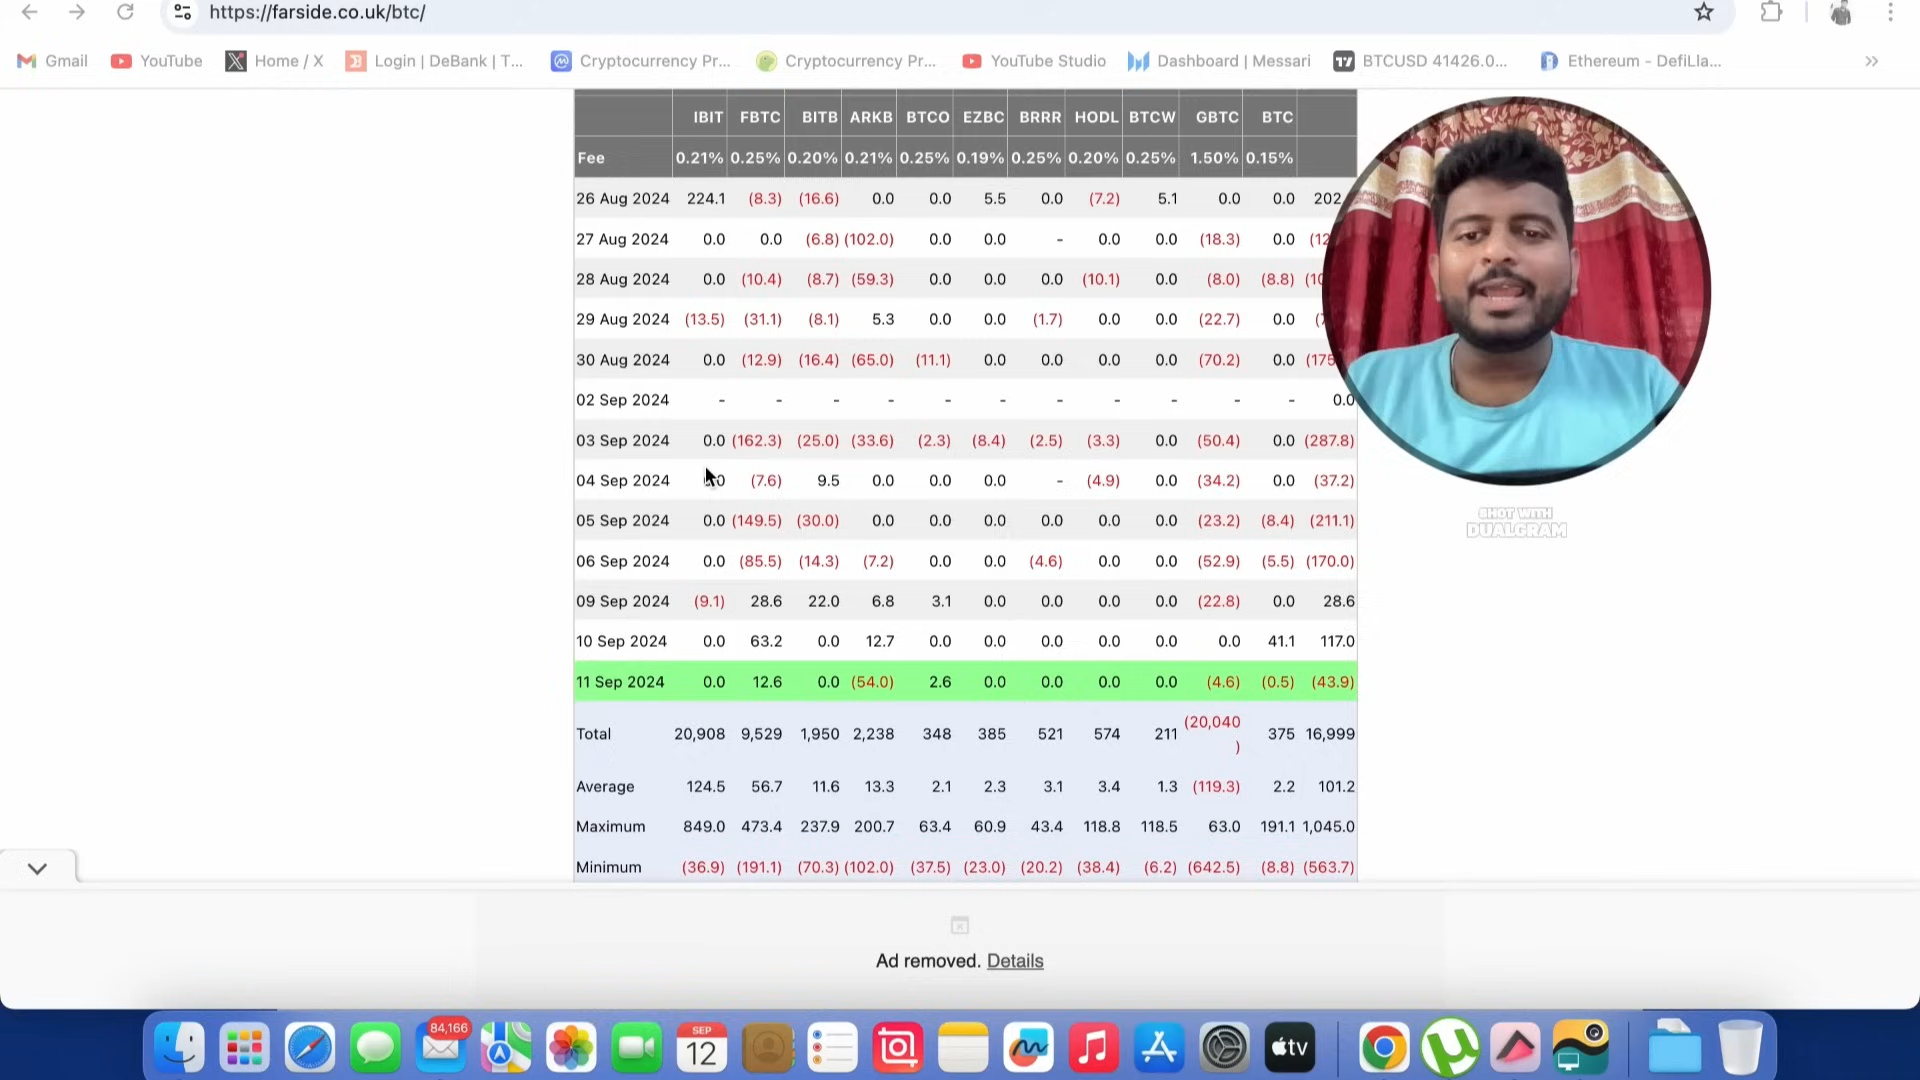 https://farside.co.uk/btc/
Gmail YouTube Home / X Login | DeBank | T... Cryptocurrency Pr... Cryptocurrency Pr... YouTube Studio Dashboard | Messari BTCUSD 41426.0... Ethereum - DefiLla...
IBIT FBTC BITB ARKB BTCO EZBC BRRR HODL BTCW GBTC BTC
Fee 0.21% 0.25% 0.20% 0.21% 0.25% 0.19% 0.25% 0.20% 0.25% 1.50% 0.15%
26 Aug 2024 224.1 (8.3) (16.6) 0.0 0.0 5.5 0.0 (7.2) 5.1 0.0 0.0 202
27 Aug 2024 0.0 0.0 (6.8) (102.0) 0.0 0.0 - 0.0 0.0 (18.3) 0.0 (12
28 Aug 2024 0.0 (10.4) (8.7) (59.3) 0.0 0.0 0.0 (10.1) 0.0 (8.0) (8.8) (10
29 Aug 2024 (13.5) (31.1) (8.1) 5.3 0.0 0.0 (1.7) 0.0 0.0 (22.7) 0.0
30 Aug 2024 0.0 (12.9) (16.4) (65.0) (11.1) 0.0 0.0 0.0 0.0 (70.2) 0.0 (175
02 Sep 2024 - - - - - - - - - - - 0.0
03 Sep 2024 0.0 (162.3) (25.0) (33.6) (2.3) (8.4) (2.5) (3.3) 0.0 (50.4) 0.0 (287.8)
04 Sep 2024 (7.6) 9.5 0.0 0.0 0.0 - (4.9) 0.0 (34.2) 0.0 (37.2)
05 Sep 2024 0.0 (149.5) (30.0) 0.0 0.0 0.0 0.0 0.0 0.0 (23.2) (8.4) (211.1)
06 Sep 2024 0.0 (85.5) (14.3) (7.2) 0.0 0.0 (4.6) 0.0 0.0 (52.9) (5.5) (170.0)
09 Sep 2024 (9.1) 28.6 22.0 6.8 3.1 0.0 0.0 0.0 0.0 (22.8) 0.0 28.6
10 Sep 2024 0.0 63.2 0.0 12.7 0.0 0.0 0.0 0.0 0.0 0.0 41.1 117.0
11 Sep 2024 0.0 12.6 0.0 (54.0) 2.6 0.0 0.0 0.0 0.0 (4.6) (0.5) (43.9)
Total 20,908 9,529 1,950 2,238 348 385 521 574 211 (20,040) 375 16,999
Average 124.5 56.7 11.6 13.3 2.1 2.3 3.1 3.4 1.3 (119.3) 2.2 101.2
Maximum 849.0 473.4 237.9 200.7 63.4 60.9 43.4 118.8 118.5 63.0 191.1 1,045.0
Minimum (36.9) (191.1) (70.3) (102.0) (37.5) (23.0) (20.2) (38.4) (6.2) (642.5) (8.8) (563.7)
SHOT WITH
DUALGRAM
Ad removed. Details
84,166
SEP
12
tv